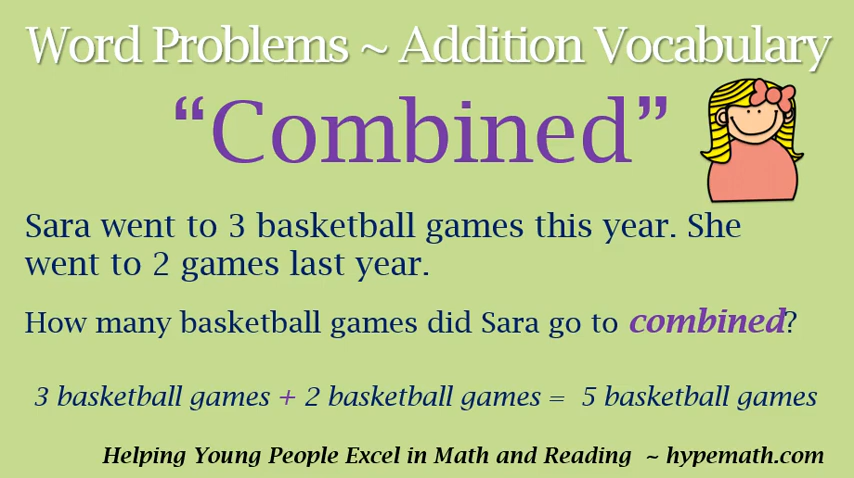 Word Problems ~ Addition Vocabulary
“Combined”
Sara went to 3 basketball games this year. She
went to 2 games last year.
How many basketball games did Sara go to combined?
3 basketball games + 2 basketball games = 5 basketball games
Helping Young People Excel in Math and Reading ~ hypemath.com